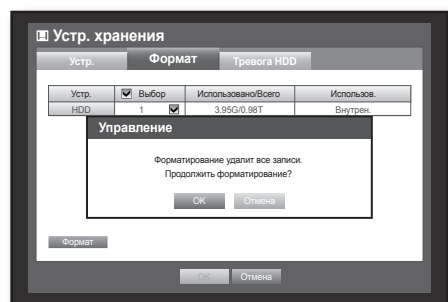 Устр. хранения
Устр. Формат Тревога HDD
Устр. Выбор Использовано/Всего Использов.
HDD 1 3.95G/0.98T Внутрен.
Управление
Форматирование удалит все записи.
Продолжить форматирование?
OK Отмена
Формат
OK Отмена